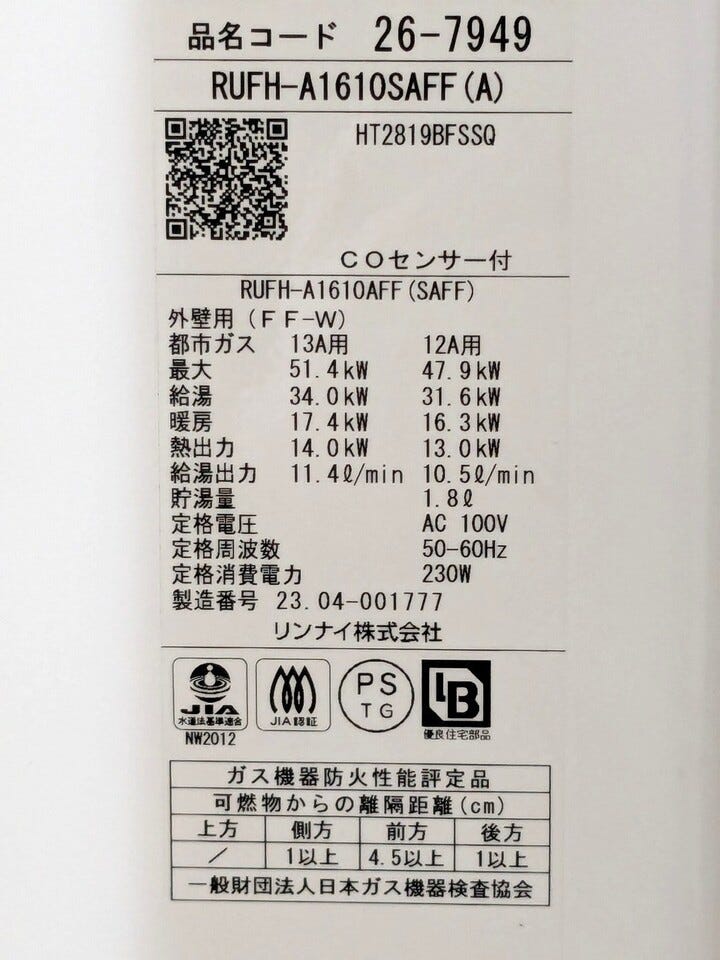 品名コード 26-7949
RUFH-A1610SAFF(A)
HT2819BFSSQ
COセンサー付
RUFH-A1610AFF(SAFF)
外壁用(FF-W)
都市ガス 13A用 12A用
最大 51.4kW 47.9kW
給湯 34.0kW 31.6kW
暖房 17.4kW 16.3kW
熱出力 14.0kW 13.0kW
給湯出力 11.4ℓ/min 10.5ℓ/min
貯湯量 1.8ℓ
定格電圧 AC 100V
定格周波数 50-60Hz
定格消費電力 230W
製造番号 23.04-001777
リンナイ株式会社
JIA JIA認証 PS TG LB
水道法基準適合
NW2012 優良住宅部品
ガス機器防火性能評定品
可燃物からの離隔距離(cm)
上方 側方 前方 後方
/ 1以上 4.5以上 1以上
一般財団法人日本ガス機器検査協会